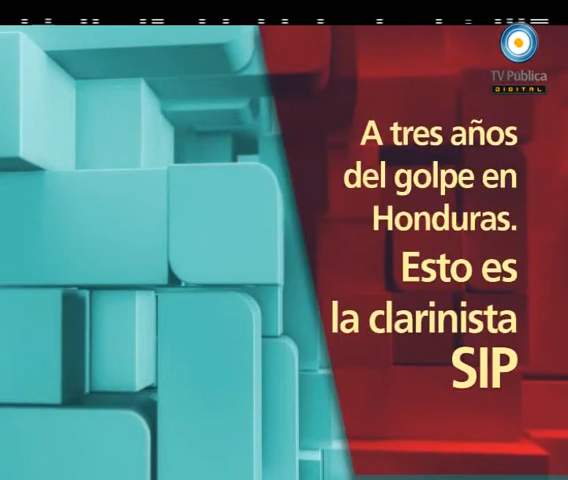 TV Pública
DIGITAL
A tres años
del golpe en
Honduras.
Esto es
la clarinista
SIP